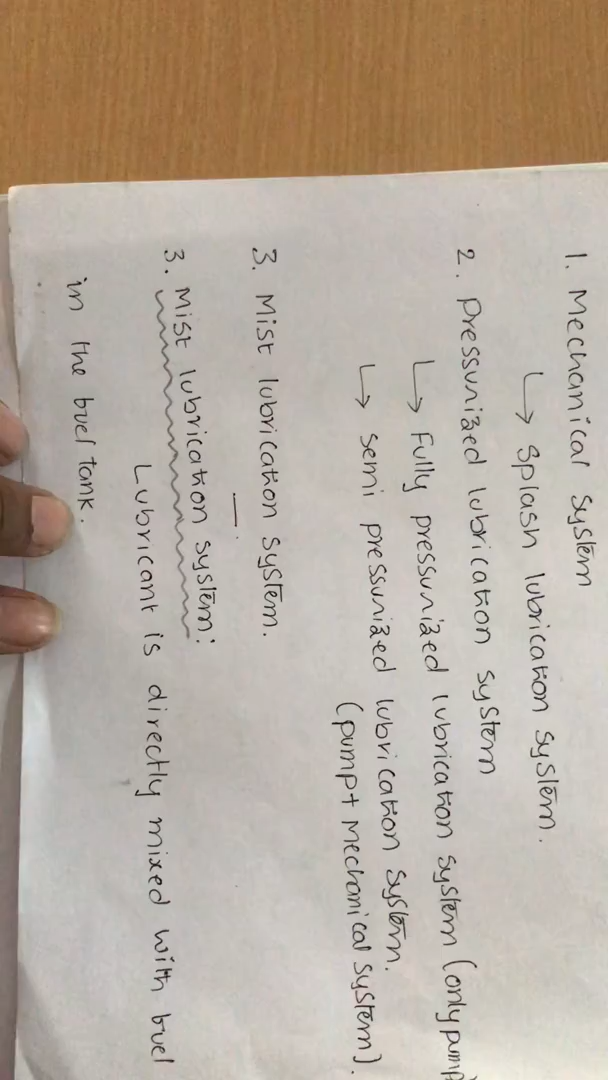 1. Mechanical System
↳ Splash lubrication system.
2. Pressurized lubrication system
↳ Fully pressurized lubrication system (only pump)
↳ Semi pressurized lubrication system.
(pump + Mechanical system).
3. Mist lubrication system.
3. Mist lubrication system:
Lubricant is directly mixed with fuel
in the fuel tank.